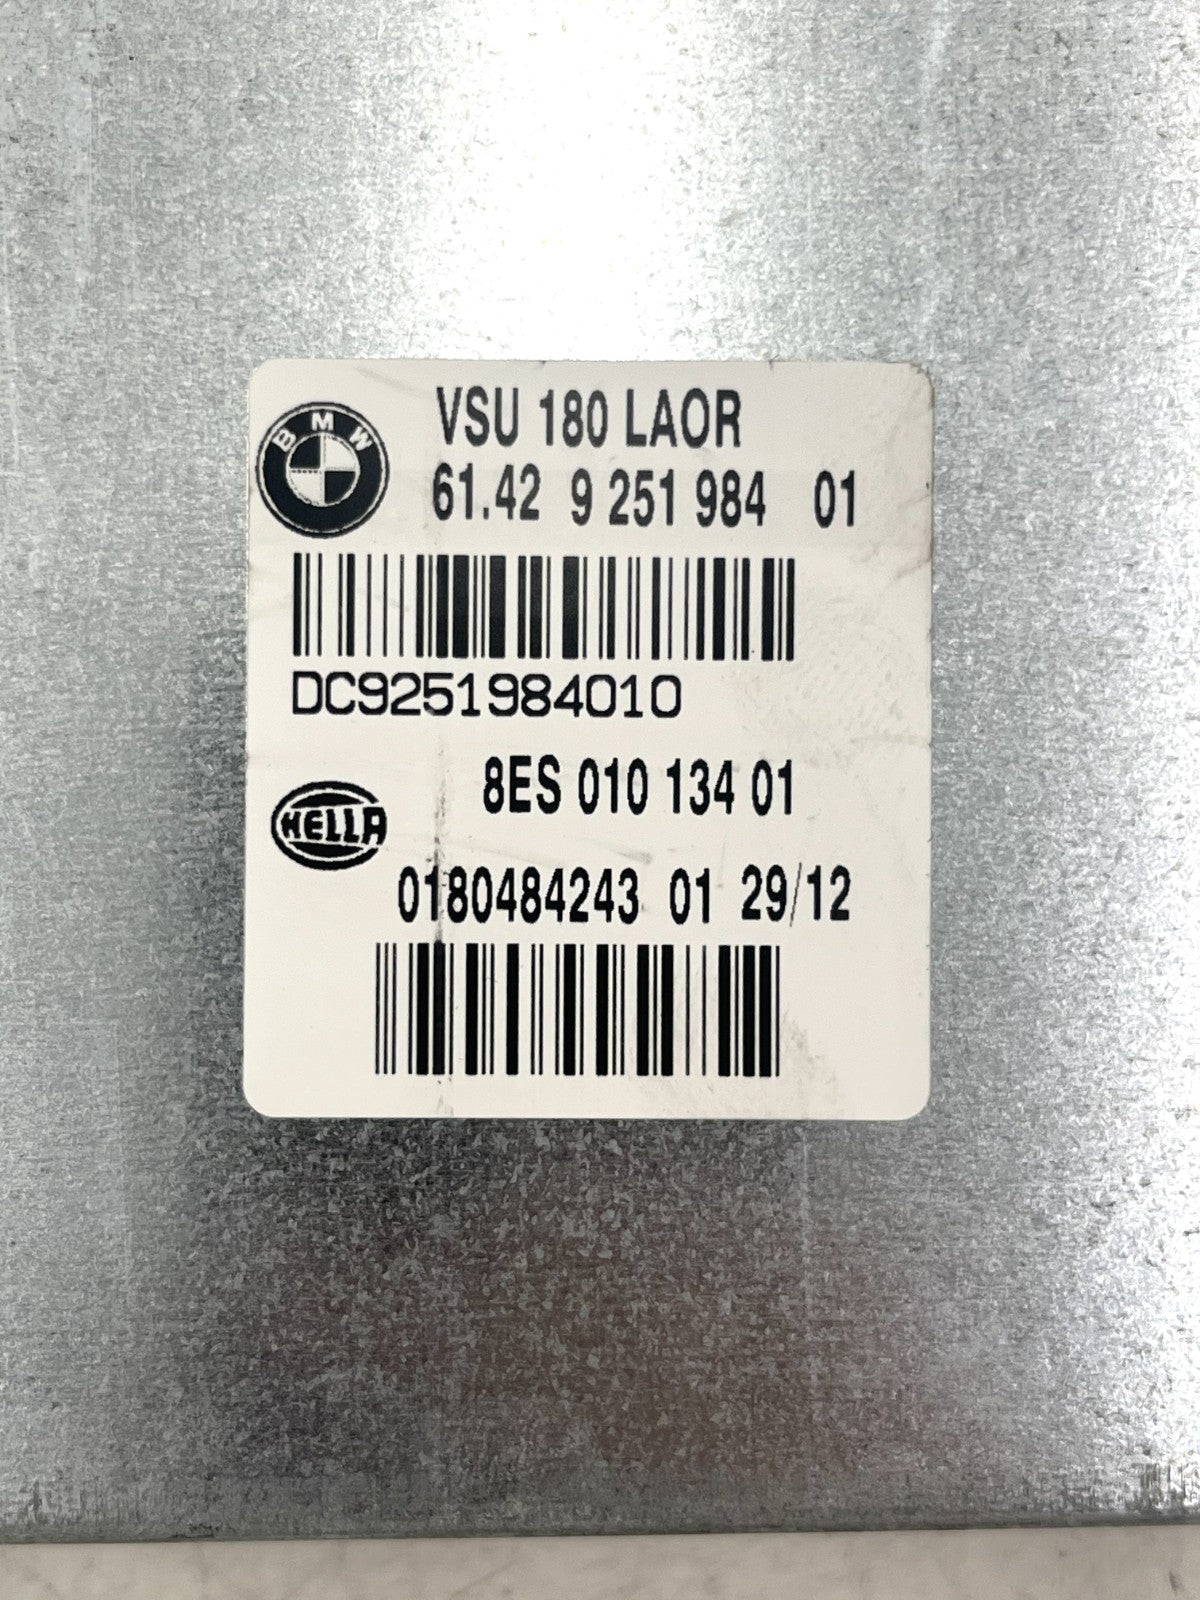 BMW
VSU 180 LAOR
61.42 9 251 984 01
DC9251984010
8ES 010 134 01
HELLA
0180484243 01 29/12